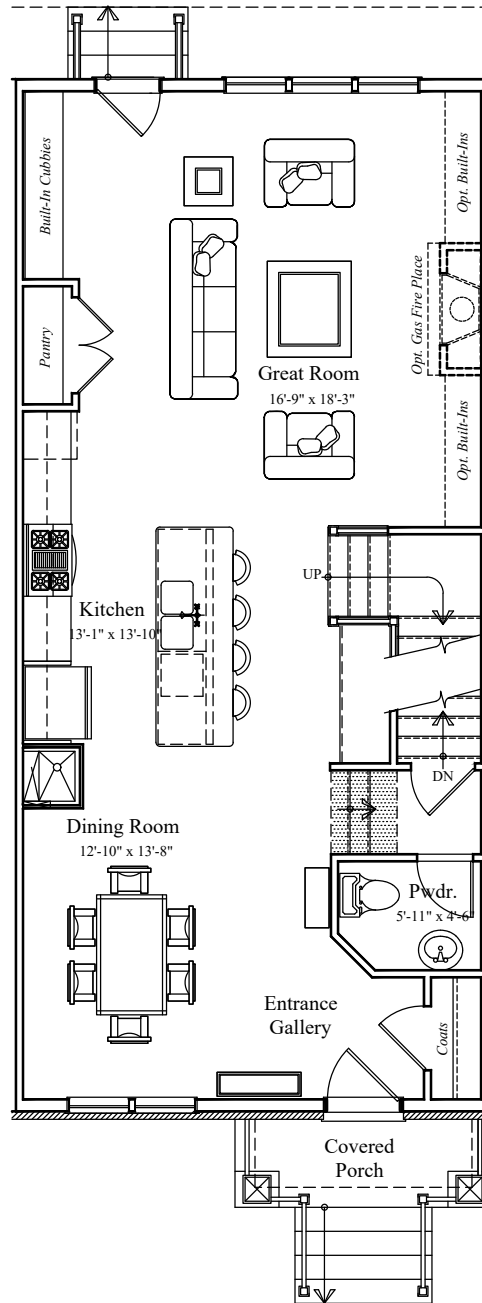 Built-In Cubbies
Opt. Built-Ins
Opt. Gas Fire Place
Pantry
Great Room
16'-9" x 18'-3"
Opt. Built-Ins
UP
Kitchen
13'-1" x 13'-10"
DN
Dining Room
12'-10" x 13'-8"
Pwdr.
5'-11" x 4'-6"
Entrance
Gallery
Coats
Covered
Porch